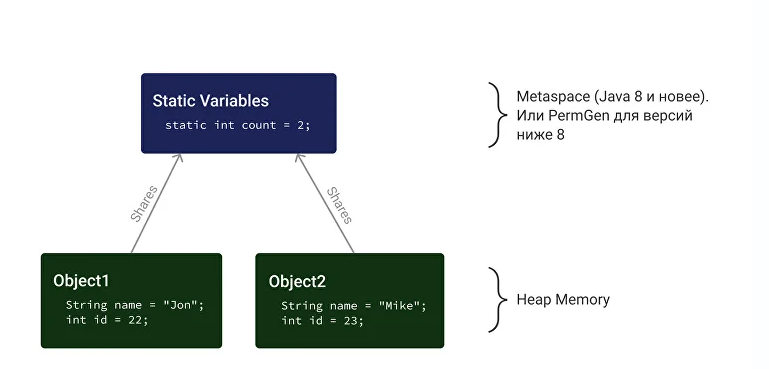 Static Variables
static int count = 2;
Metaspace (Java 8 и новее).
Или PermGen для версий
ниже 8
Shares
Shares
Object1
String name = "Jon";
int id = 22;
Object2
String name = "Mike";
int id = 23;
Heap Memory